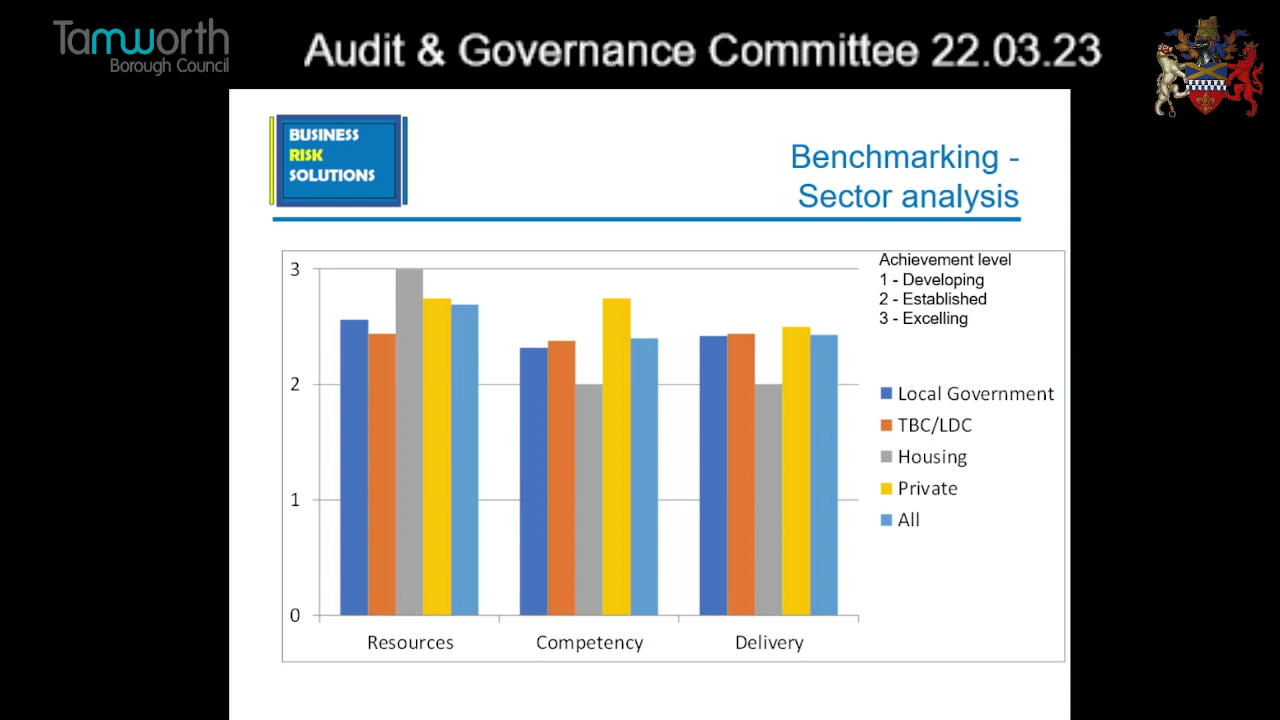 Tamworth
Borough Council
Audit & Governance Committee 22.03.23
BUSINESS
RISK
SOLUTIONS
Benchmarking -
Sector analysis
Achievement level
1 - Developing
2 - Established
3 - Excelling
3
2
1
0
Resources
Competency
Delivery
Local Government
TBC/LDC
Housing
Private
All